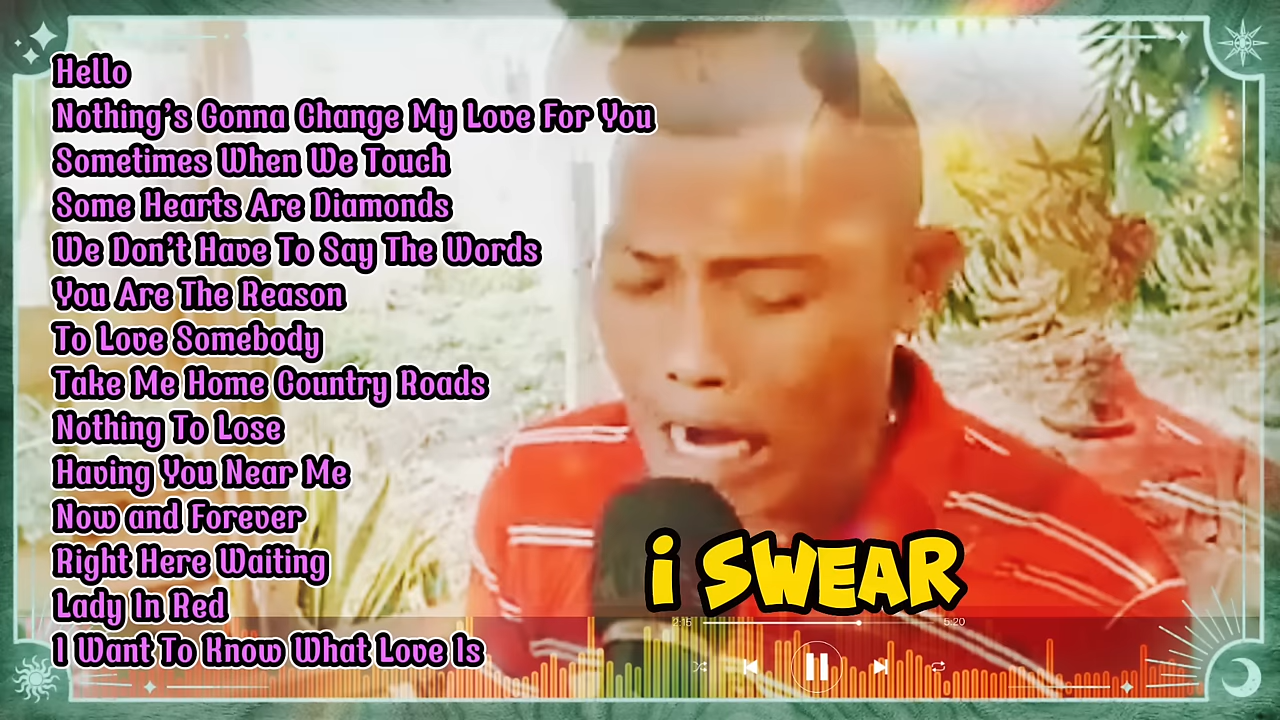 Hello
Nothing's Gonna Change My Love For You
Sometimes When We Touch
Some Hearts Are Diamonds
We Don't Have To Say The Words
You Are The Reason
To Love Somebody
Take Me Home Country Roads
Nothing To Lose
Having You Near Me
Now and Forever
Right Here Waiting
Lady In Red
I Want To Know What Love Is
i SWEAR
2:15
5:20